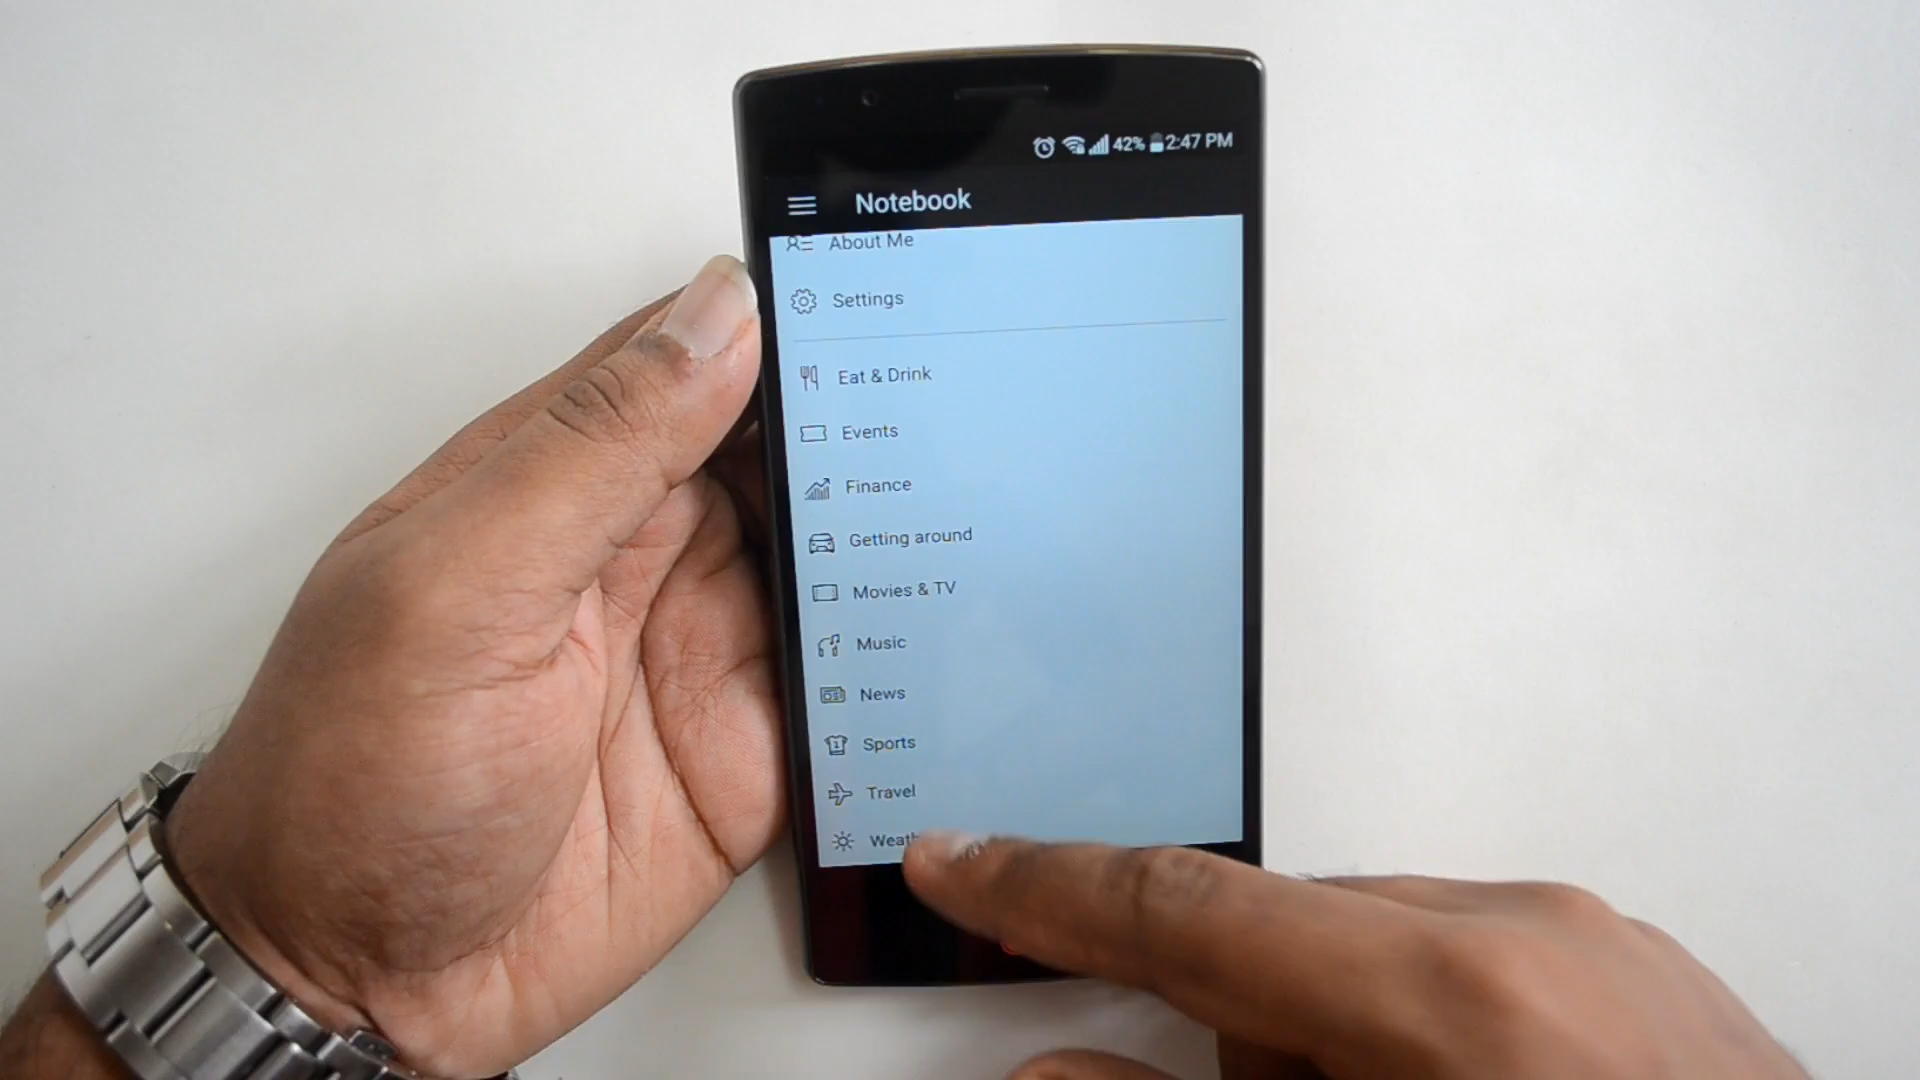 42% 2:47 PM
Notebook
About Me
Settings
Eat & Drink
Events
Finance
Getting around
Movies & TV
Music
News
Sports
Travel